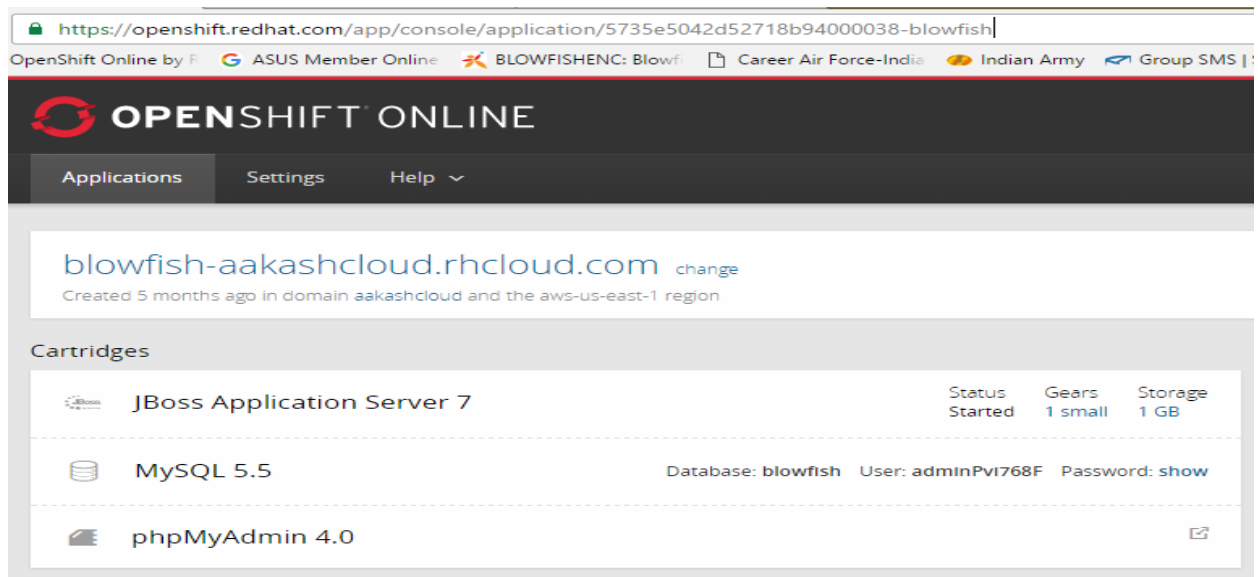 https://openshift.redhat.com/app/console/application/5735e5042d52718b94000038-blowfish
OpenShift Online by R ASUS Member Online BLOWFISHENC: Blowfi Career Air Force-India Indian Army Group SMS |
OPENSHIFT ONLINE
Applications Settings Help
blowfish-aakashcloud.rhcloud.com change
Created 5 months ago in domain aakashcloud and the aws-us-east-1 region
Cartridges
JBoss
JBoss Application Server 7
Status Gears Storage
Started 1 small 1 GB
MySQL 5.5 Database: blowfish User: adminPvI768F Password: show
phpMyAdmin 4.0